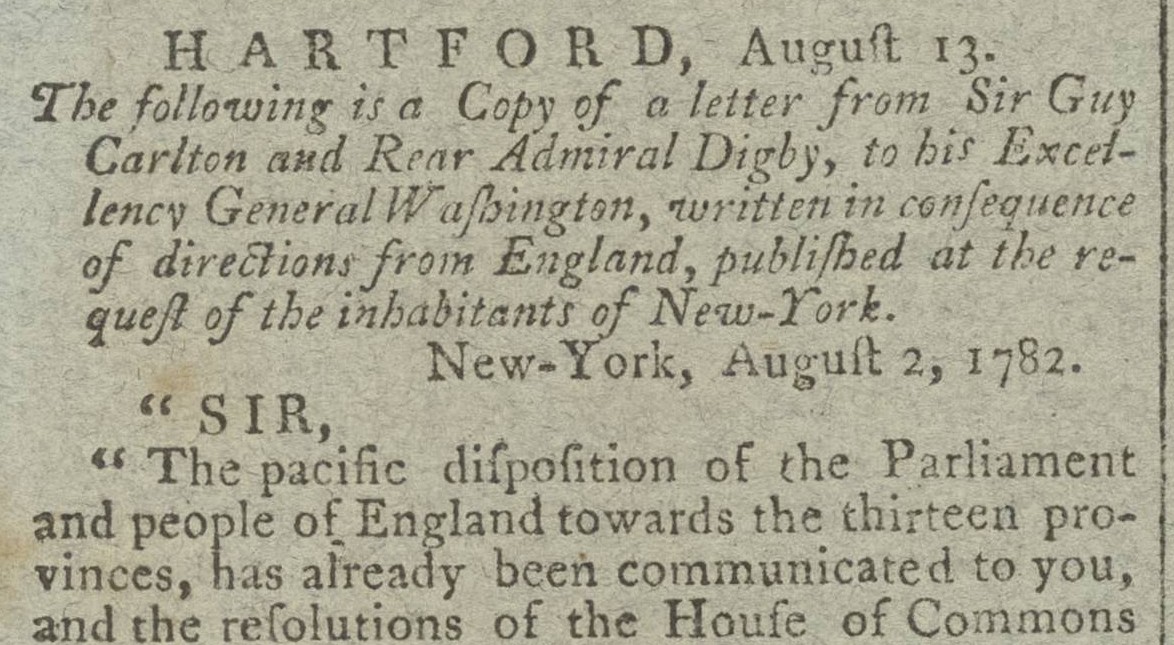 HARTFORD, Auguſt 13.
The following is a Copy of a letter from Sir Guy
Carlton and Rear Admiral Digby, to his Excel-
lency General Waſhington, written in conſequence
of directions from England, publiſhed at the re-
queſt of the inhabitants of New-York.
New-York, Auguſt 2, 1782.
“ SIR,
“ The pacific diſpoſition of the Parliament
and people of England towards the thirteen pro-
vinces, has already been communicated to you,
and the reſolutions of the Houſe of Commons